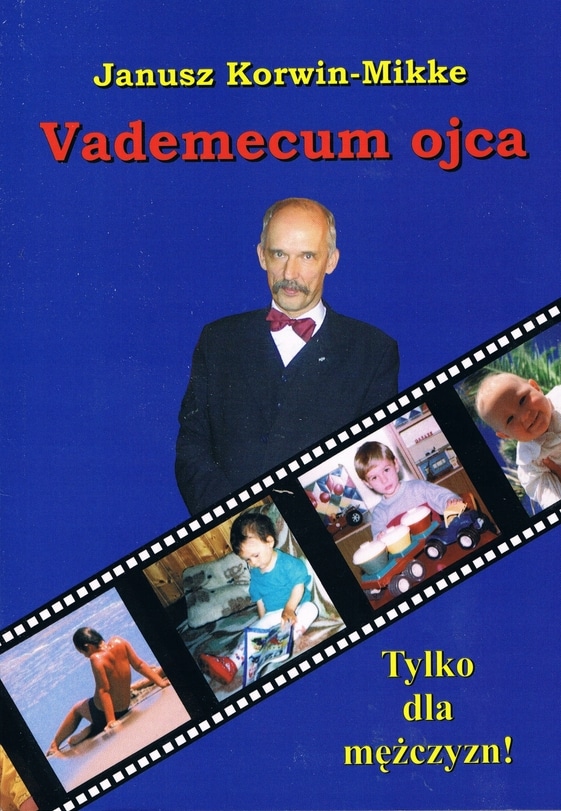 Janusz Korwin-Mikke
Vademecum ojca
Tylko
dla
mężczyzn!